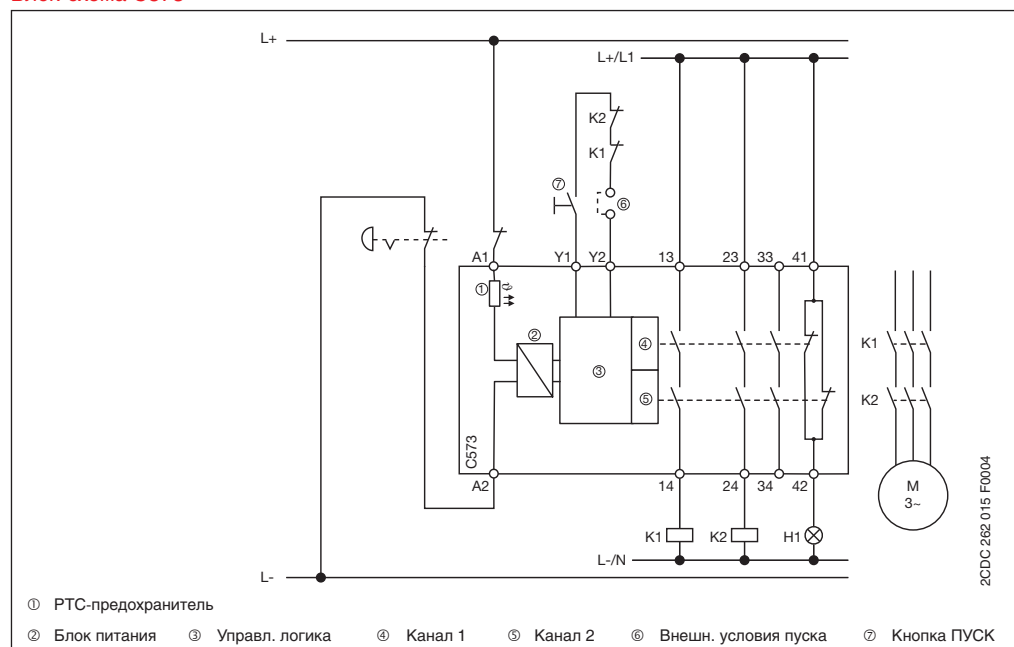 L+
L+/L1
K2
K1
⑦
⑥
A1 Y1 Y2 13 23 33 41
①
ϑ
②
③
④
⑤
K1
K2
C573
A2 14 24 34 42
M
3~
K1 K2 H1
L-/N
L-
2CDC 262 015 F0004
① PTC-предохранитель
② Блок питания ③ Управл. логика ④ Канал 1 ⑤ Канал 2 ⑥ Внешн. условия пуска ⑦ Кнопка ПУСК